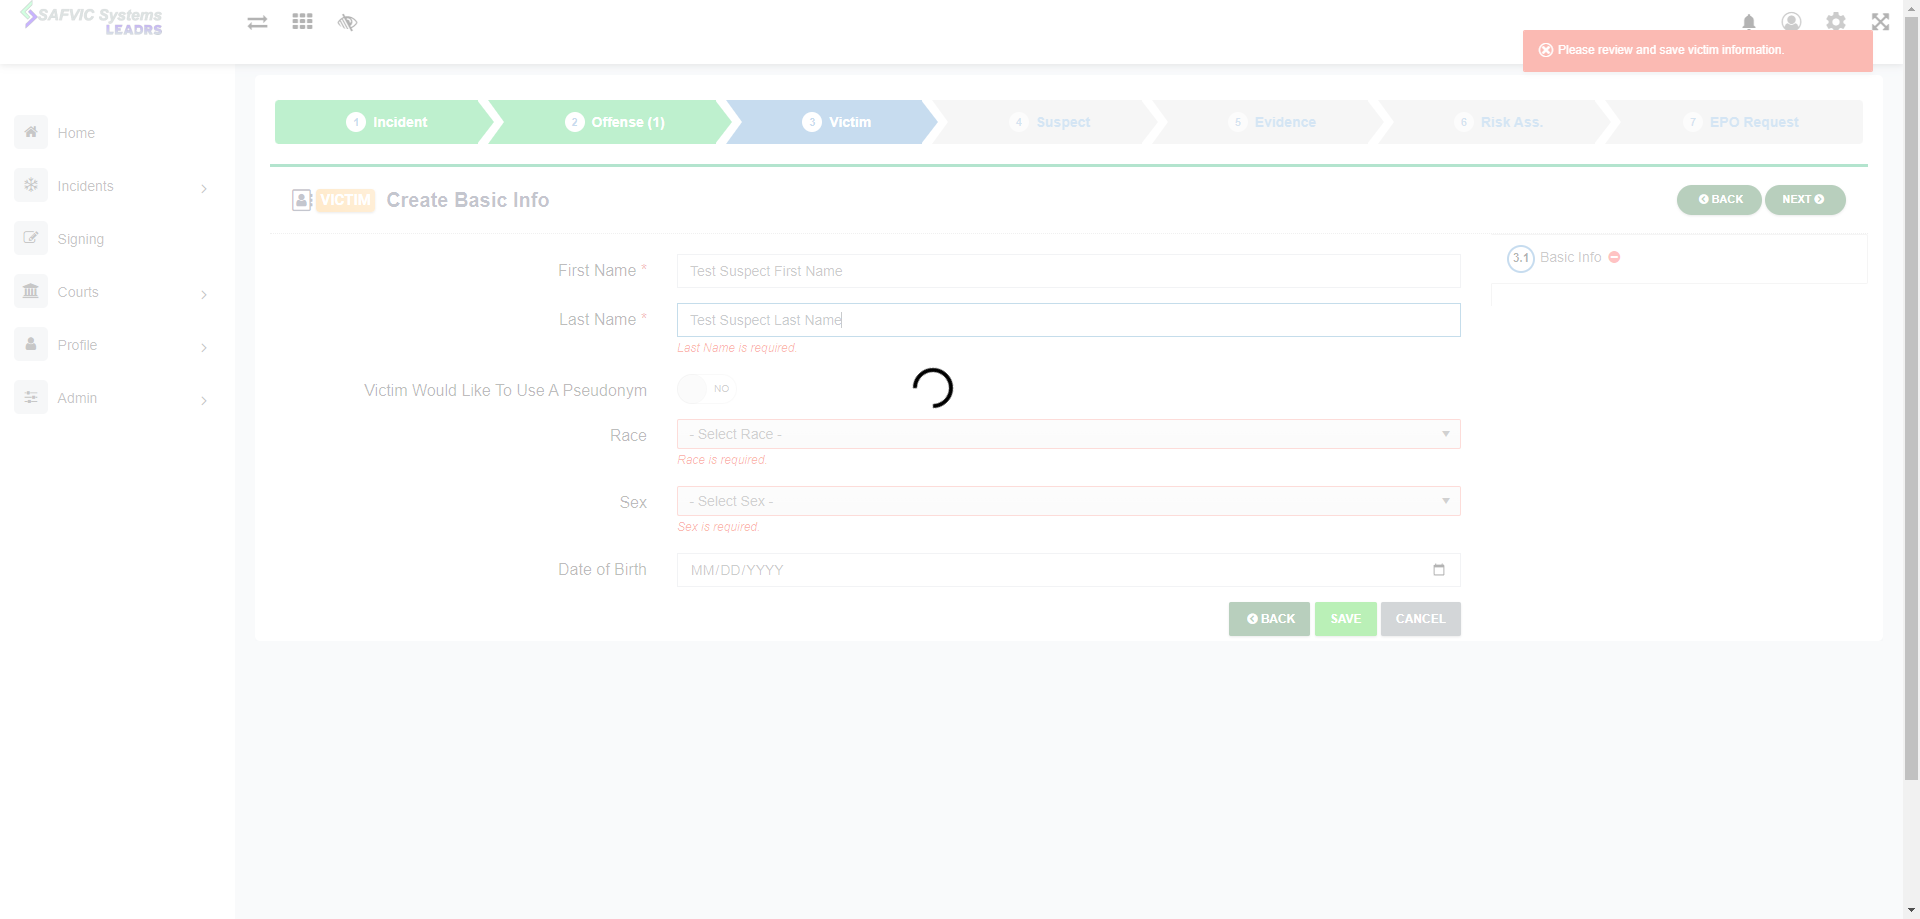 SAFVIC Systems
LEADRS
Please review and save victim information.
1 Incident
2 Offense (1)
3 Victim
4 Suspect
5 Evidence
6 Risk Ass.
7 EPO Request
Home
Incidents
Signing
Courts
Profile
Admin
VICTIM Create Basic Info
BACK
NEXT
3.1 Basic Info
First Name *
Test Suspect First Name
Last Name *
Test Suspect Last Name
Last Name is required.
Victim Would Like To Use A Pseudonym
NO
Race
- Select Race -
Race is required.
Sex
- Select Sex -
Sex is required.
Date of Birth
MM/DD/YYYY
BACK
SAVE
CANCEL